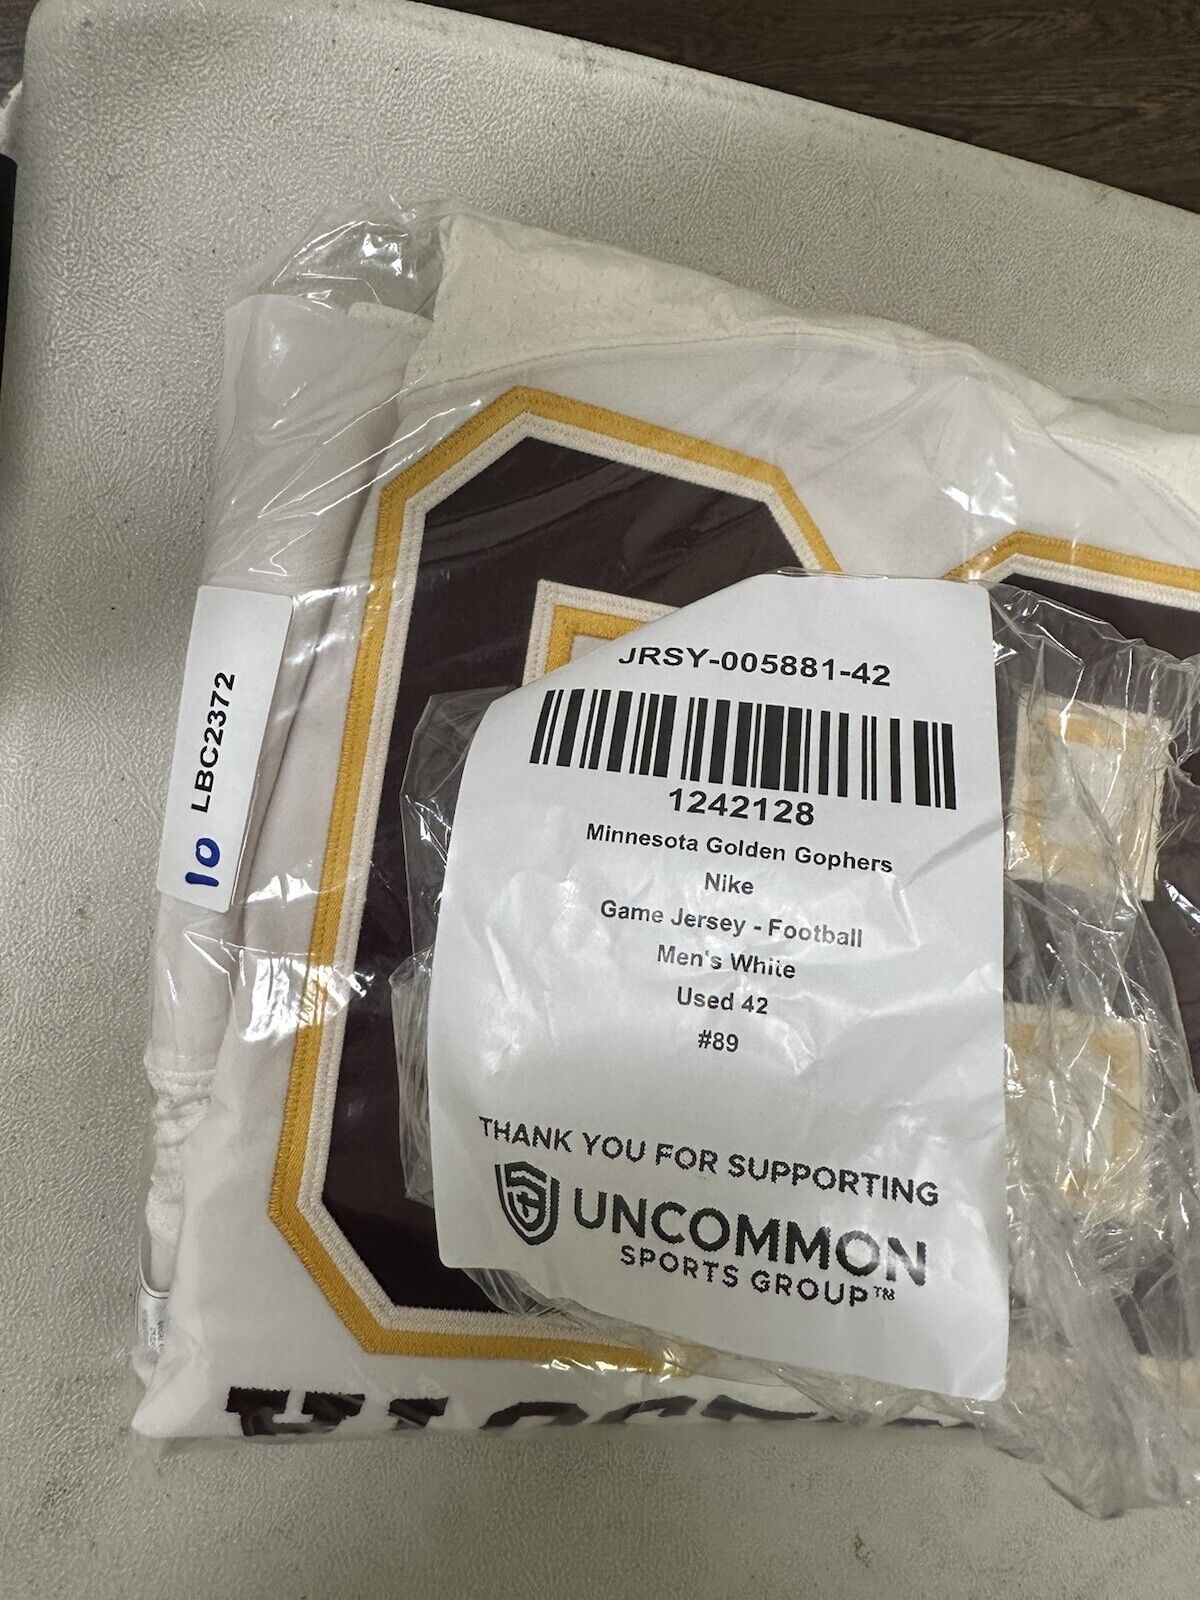 JRSY-005881-42
1242128
Minnesota Golden Gophers
Nike
Game Jersey - Football
Men's White
Used 42
#89
THANK YOU FOR SUPPORTING
UNCOMMON
SPORTS GROUP™
LBC2372
10